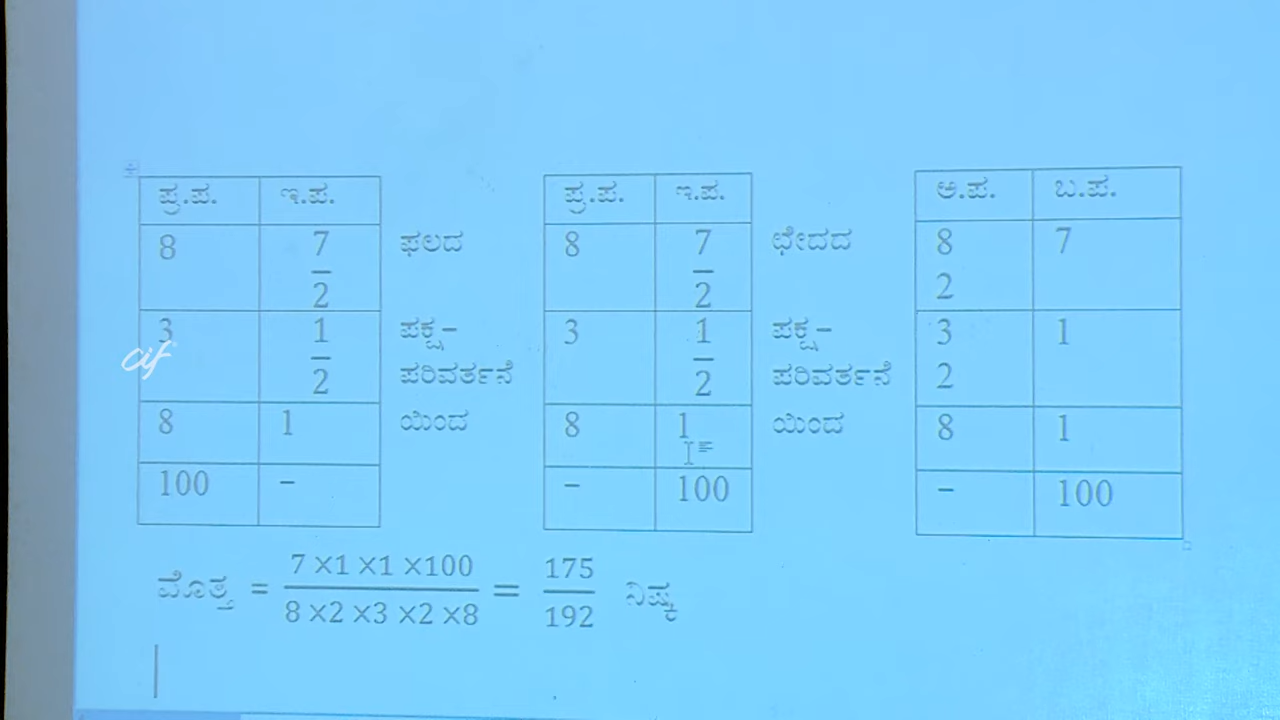 ಪ್ರ.ಪ. ಇ.ಪ.
8 7/2 ಫಲದ
3 1/2 ಪಕ್ಷ-
ಪರಿವರ್ತನೆ
8 1 ಯಿಂದ
100 -
ಪ್ರ.ಪ. ಇ.ಪ.
8 7/2 ಛೇದದ
3 1/2 ಪಕ್ಷ-
ಪರಿವರ್ತನೆ
8 1 ಯಿಂದ
- 100
ಅ.ಪ. ಬ.ಪ.
8 7
2
3 1
2
8 1
- 100
ಮೊತ್ತ = 7 ×1 ×1 ×100 / 8 ×2 ×3 ×2 ×8 = 175/192 ನಿಷ್ಕ
aif